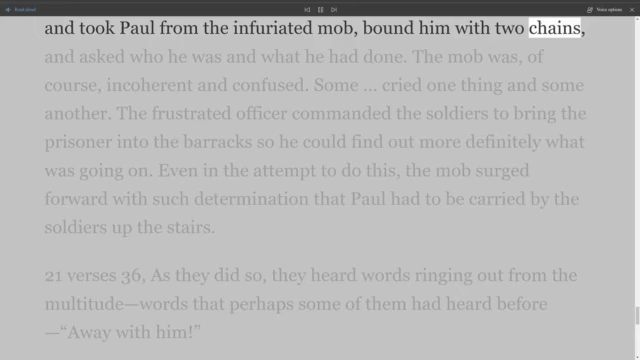 Read aloud
Voice options
and took Paul from the infuriated mob, bound him with two chains,
and asked who he was and what he had done. The mob was, of
course, incoherent and confused. Some ... cried one thing and some
another. The frustrated officer commanded the soldiers to bring the
prisoner into the barracks so he could find out more definitely what
was going on. Even in the attempt to do this, the mob surged
forward with such determination that Paul had to be carried by the
soldiers up the stairs.
21 verses 36, As they did so, they heard words ringing out from the
multitude—words that perhaps some of them had heard before
—“Away with him!”